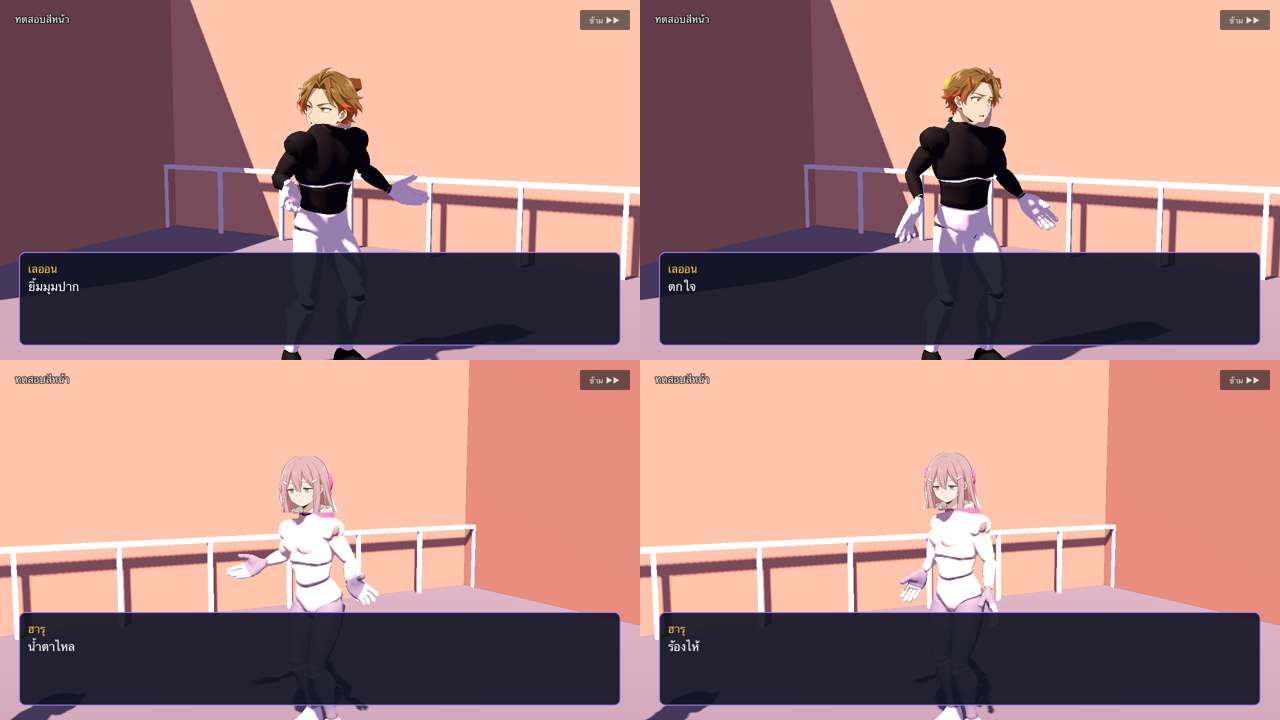 ทดสอบสีหน้า
ข้าม ▶▶
เลออน
ยิ้มมุมปาก
ทดสอบสีหน้า
ข้าม ▶▶
เลออน
ตกใจ
ทดสอบสีหน้า
ข้าม ▶▶
ฮารุ
น้ำตาไหล
ทดสอบสีหน้า
ข้าม ▶▶
ฮารุ
ร้องไห้